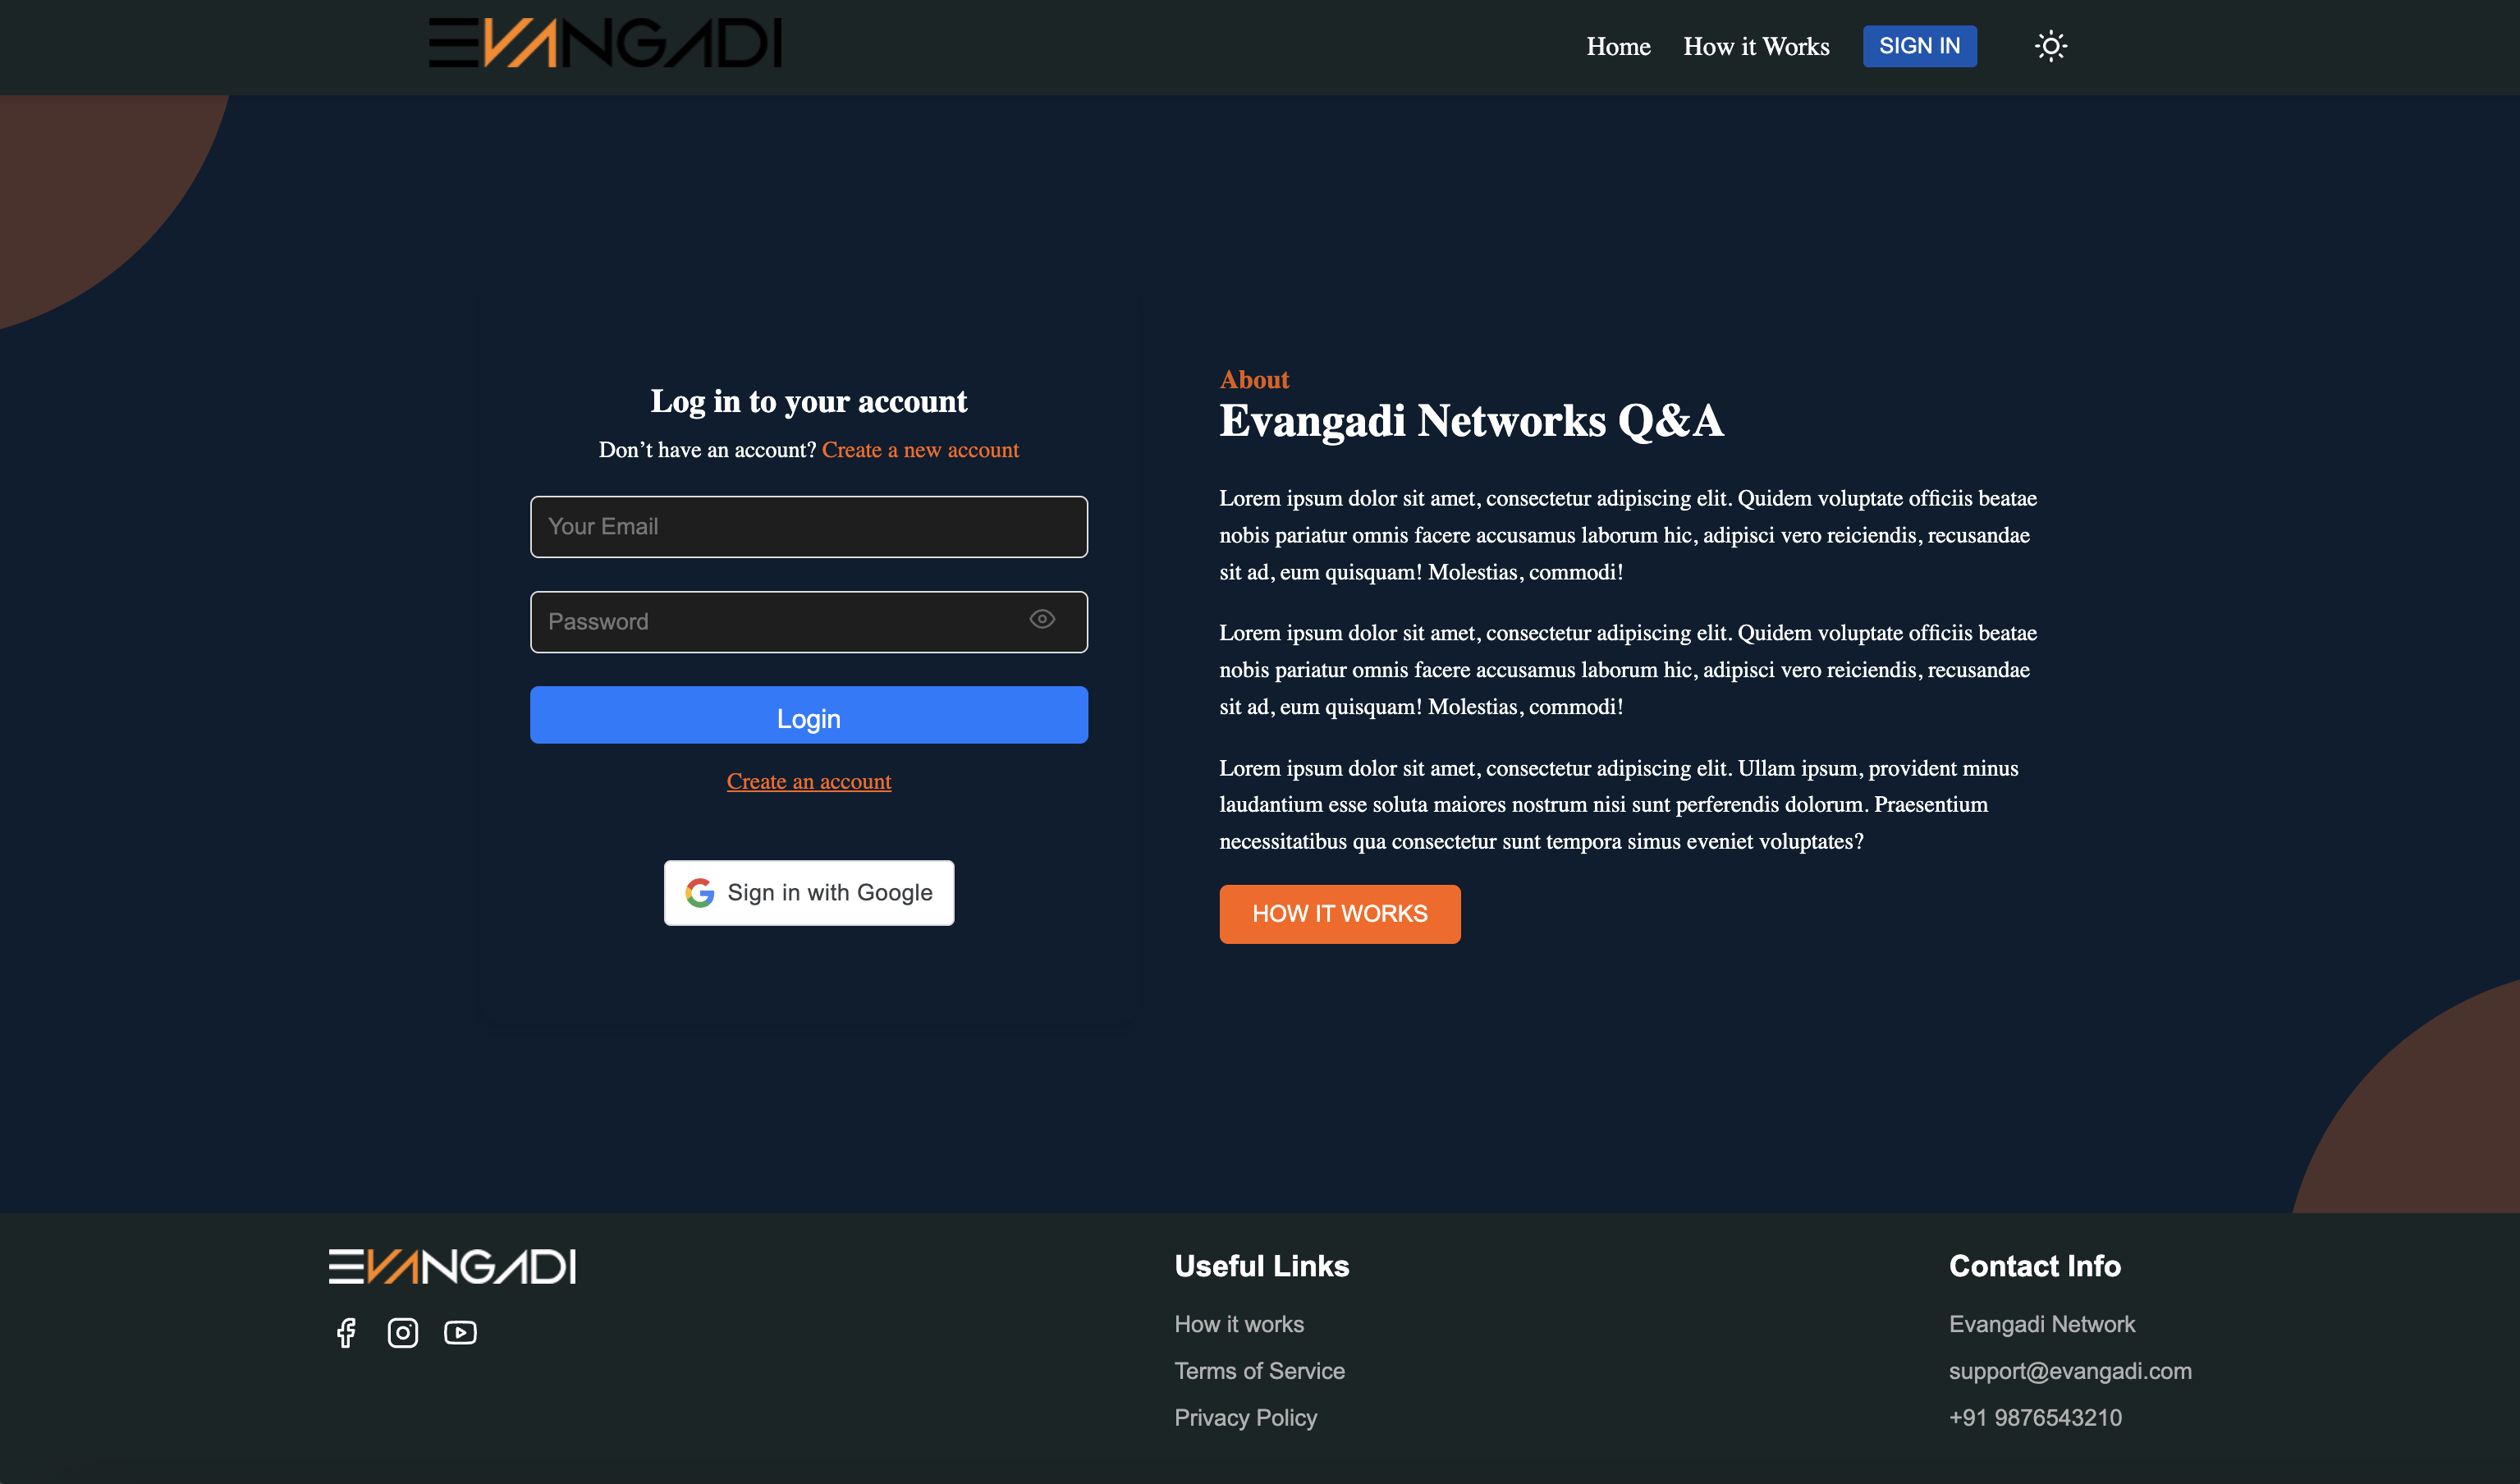 EVANGADI
Home How it Works SIGN IN
Log in to your account
Don’t have an account? Create a new account
Your Email
Password
Login
Create an account
Sign in with Google
About
Evangadi Networks Q&A
Lorem ipsum dolor sit amet, consectetur adipiscing elit. Quidem voluptate officiis beatae
nobis pariatur omnis facere accusamus laborum hic, adipisci vero reiciendis, recusandae
sit ad, eum quisquam! Molestias, commodi!
Lorem ipsum dolor sit amet, consectetur adipiscing elit. Quidem voluptate officiis beatae
nobis pariatur omnis facere accusamus laborum hic, adipisci vero reiciendis, recusandae
sit ad, eum quisquam! Molestias, commodi!
Lorem ipsum dolor sit amet, consectetur adipiscing elit. Ullam ipsum, provident minus
laudantium esse soluta maiores nostrum nisi sunt perferendis dolorum. Praesentium
necessitatibus qua consectetur sunt tempora simus eveniet voluptates?
HOW IT WORKS
EVANGADI
Useful Links
How it works
Terms of Service
Privacy Policy
Contact Info
Evangadi Network
support@evangadi.com
+91 9876543210